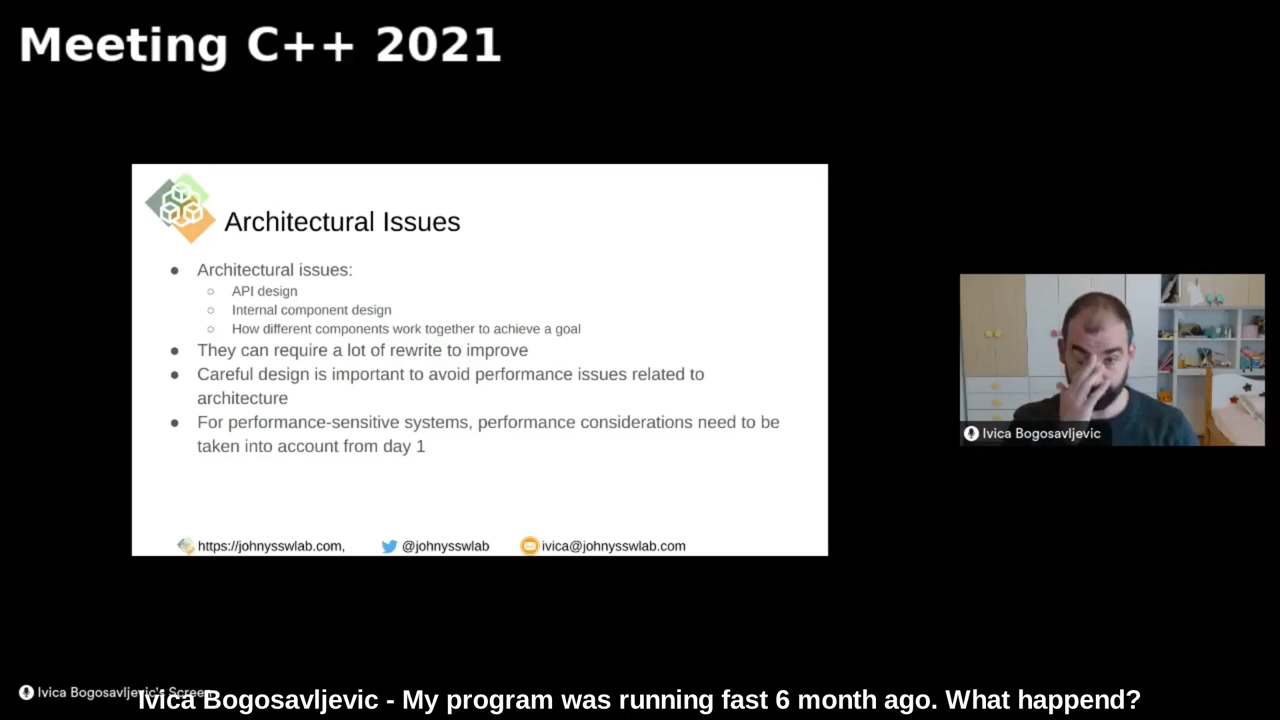 Meeting C++ 2021
Architectural Issues
● Architectural issues:
○ API design
○ Internal component design
○ How different components work together to achieve a goal
● They can require a lot of rewrite to improve
● Careful design is important to avoid performance issues related to
architecture
● For performance-sensitive systems, performance considerations need to be
taken into account from day 1
https://johnysswlab.com, @johnysswlab ivica@johnysswlab.com
Ivica Bogosavljevic
Ivica Bogosavljevic's Screen
Ivica Bogosavljevic - My program was running fast 6 month ago. What happend?